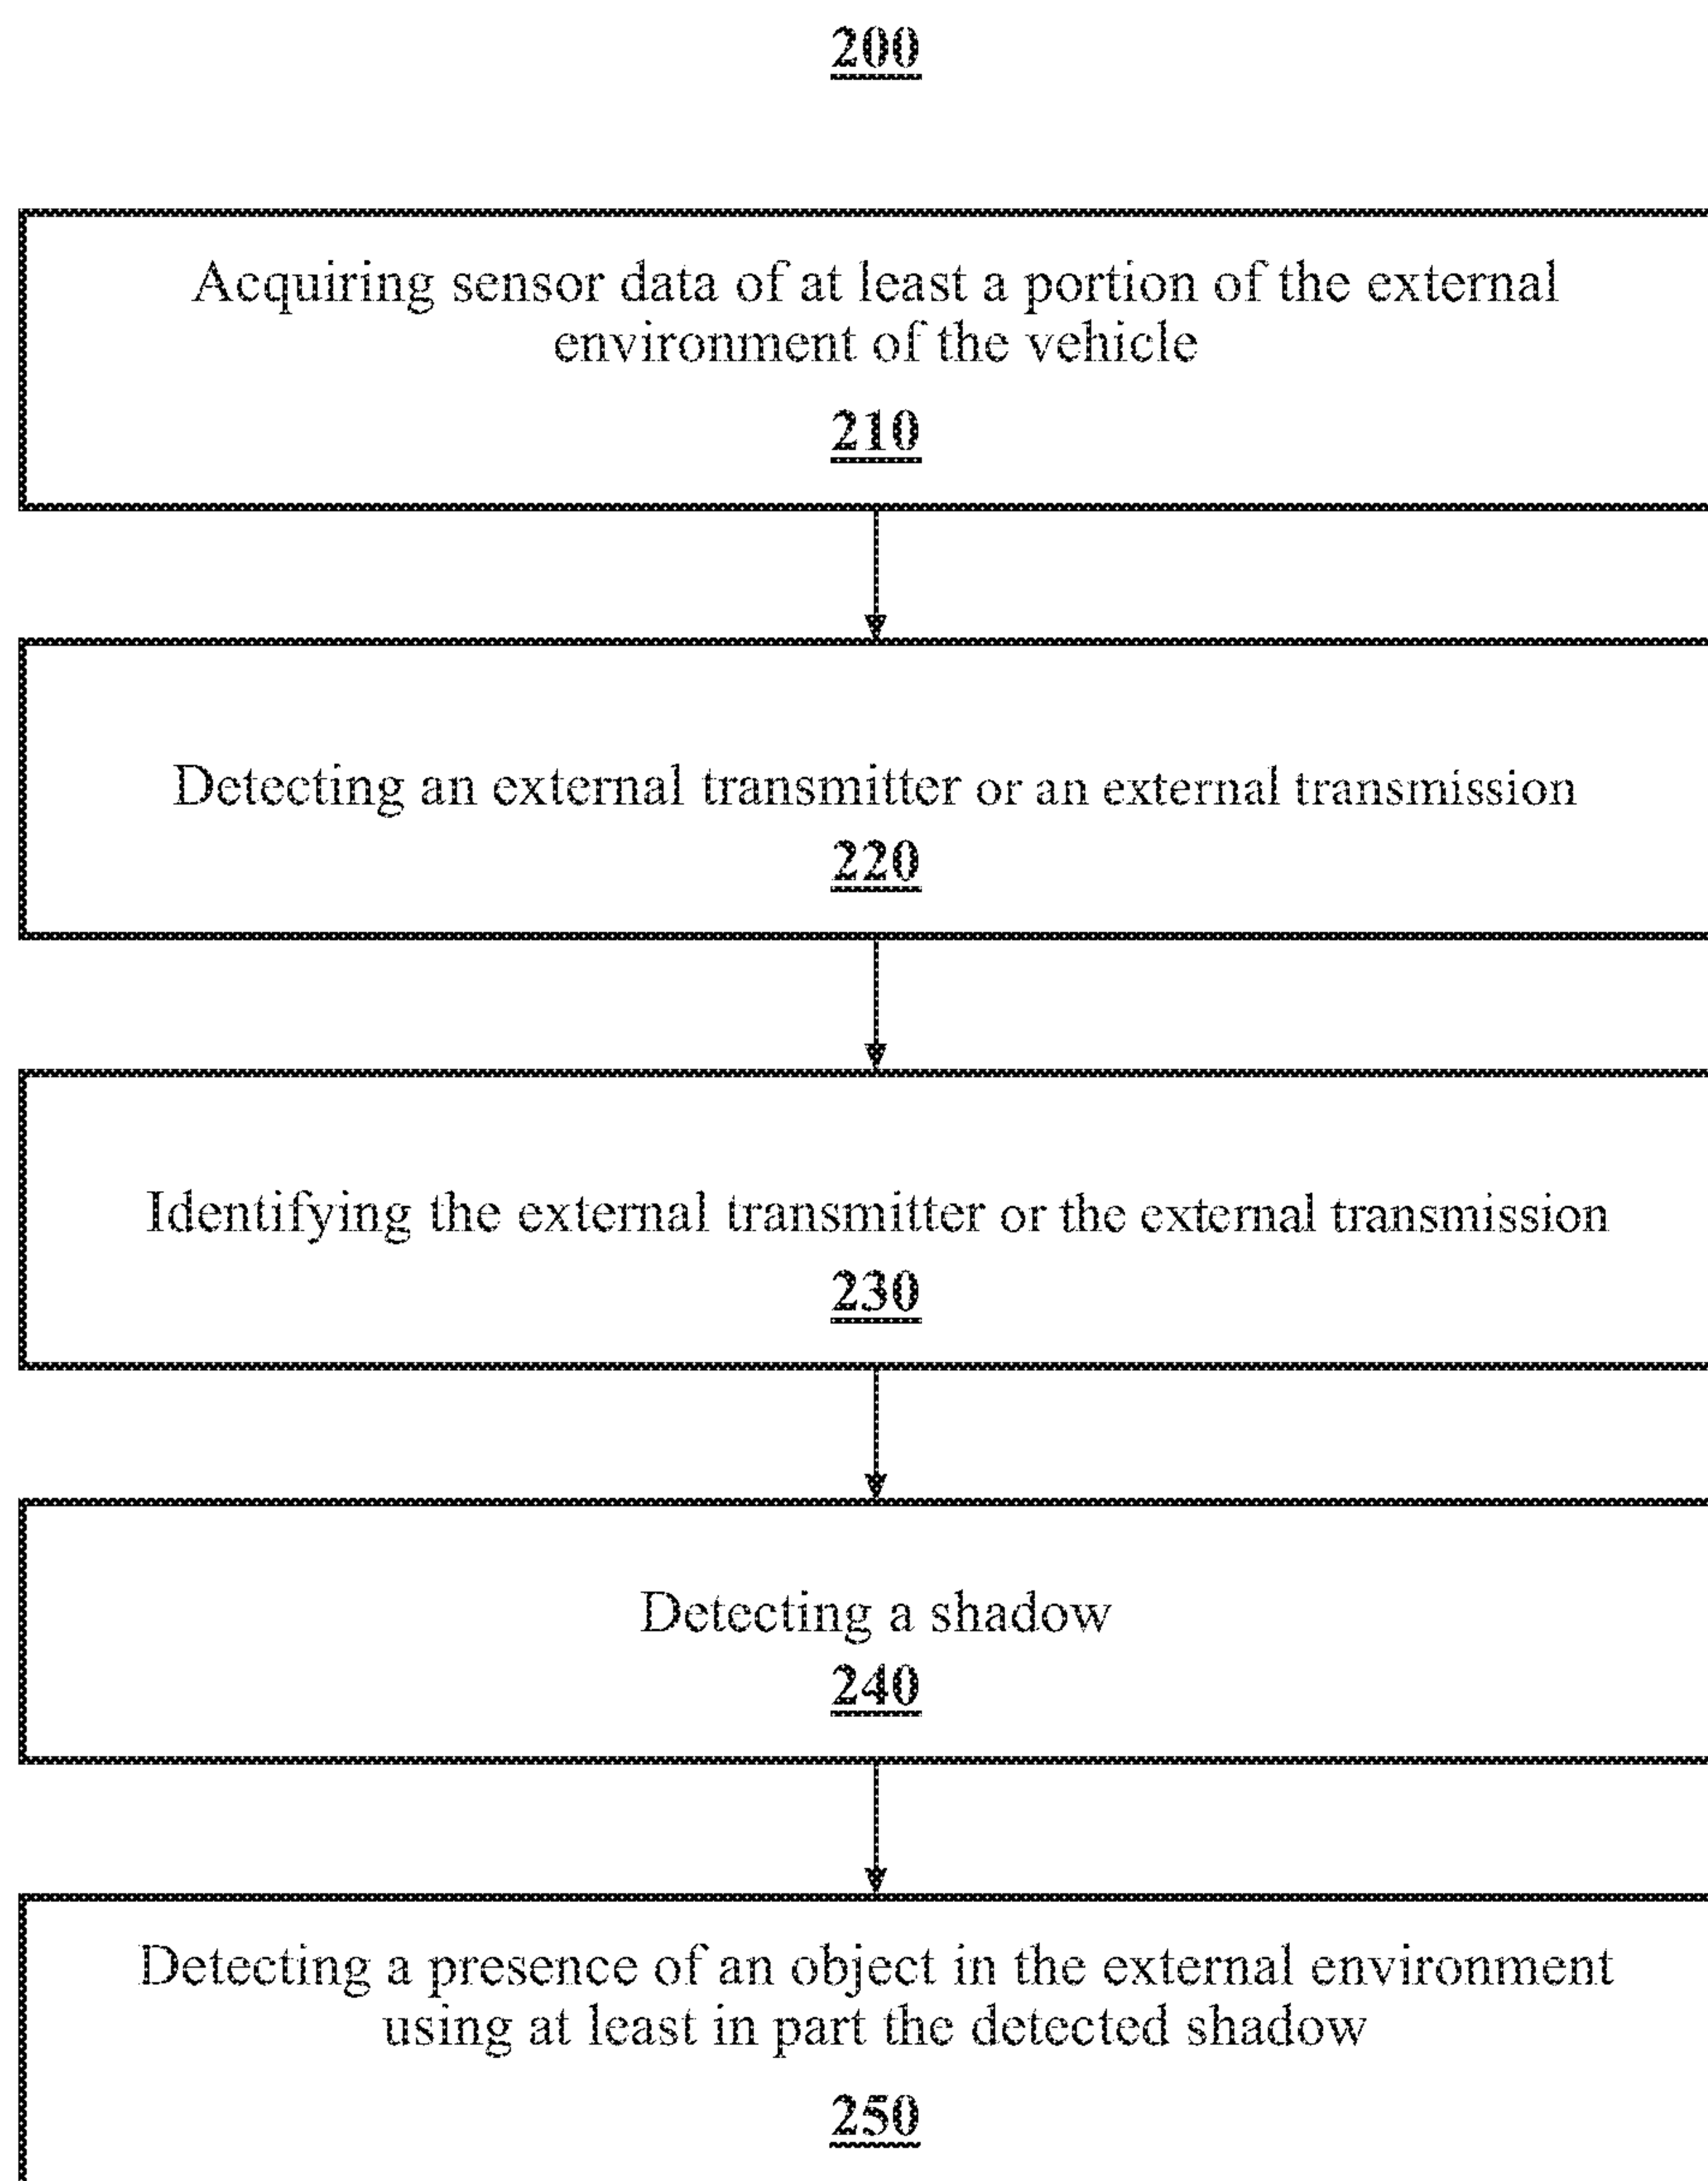 200
Acquiring sensor data of at least a portion of the external
environment of the vehicle
210
Detecting an external transmitter or an external transmission
220
Identifying the external transmitter or the external transmission
230
Detecting a shadow
240
Detecting a presence of an object in the external environment
using at least in part the detected shadow
250